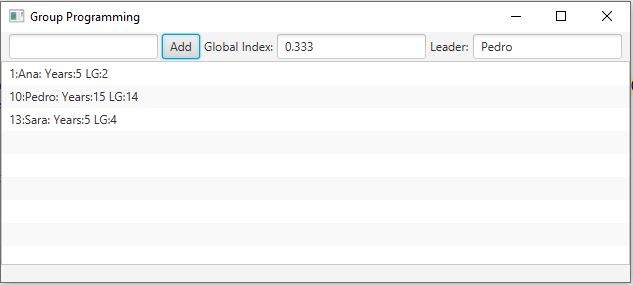 Group Programming
Add Global Index: 0.333 Leader: Pedro
1:Ana: Years:5 LG:2
10:Pedro: Years:15 LG:14
13:Sara: Years:5 LG:4